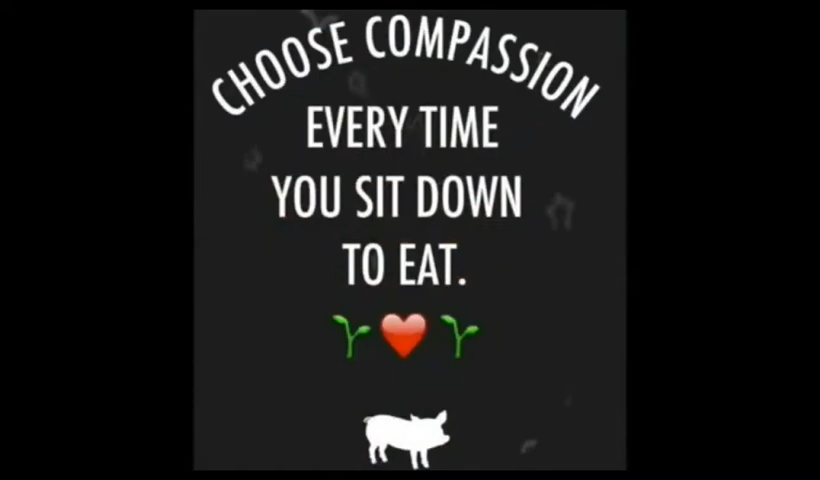 CHOOSE COMPASSION
EVERY TIME
YOU SIT DOWN
TO EAT.